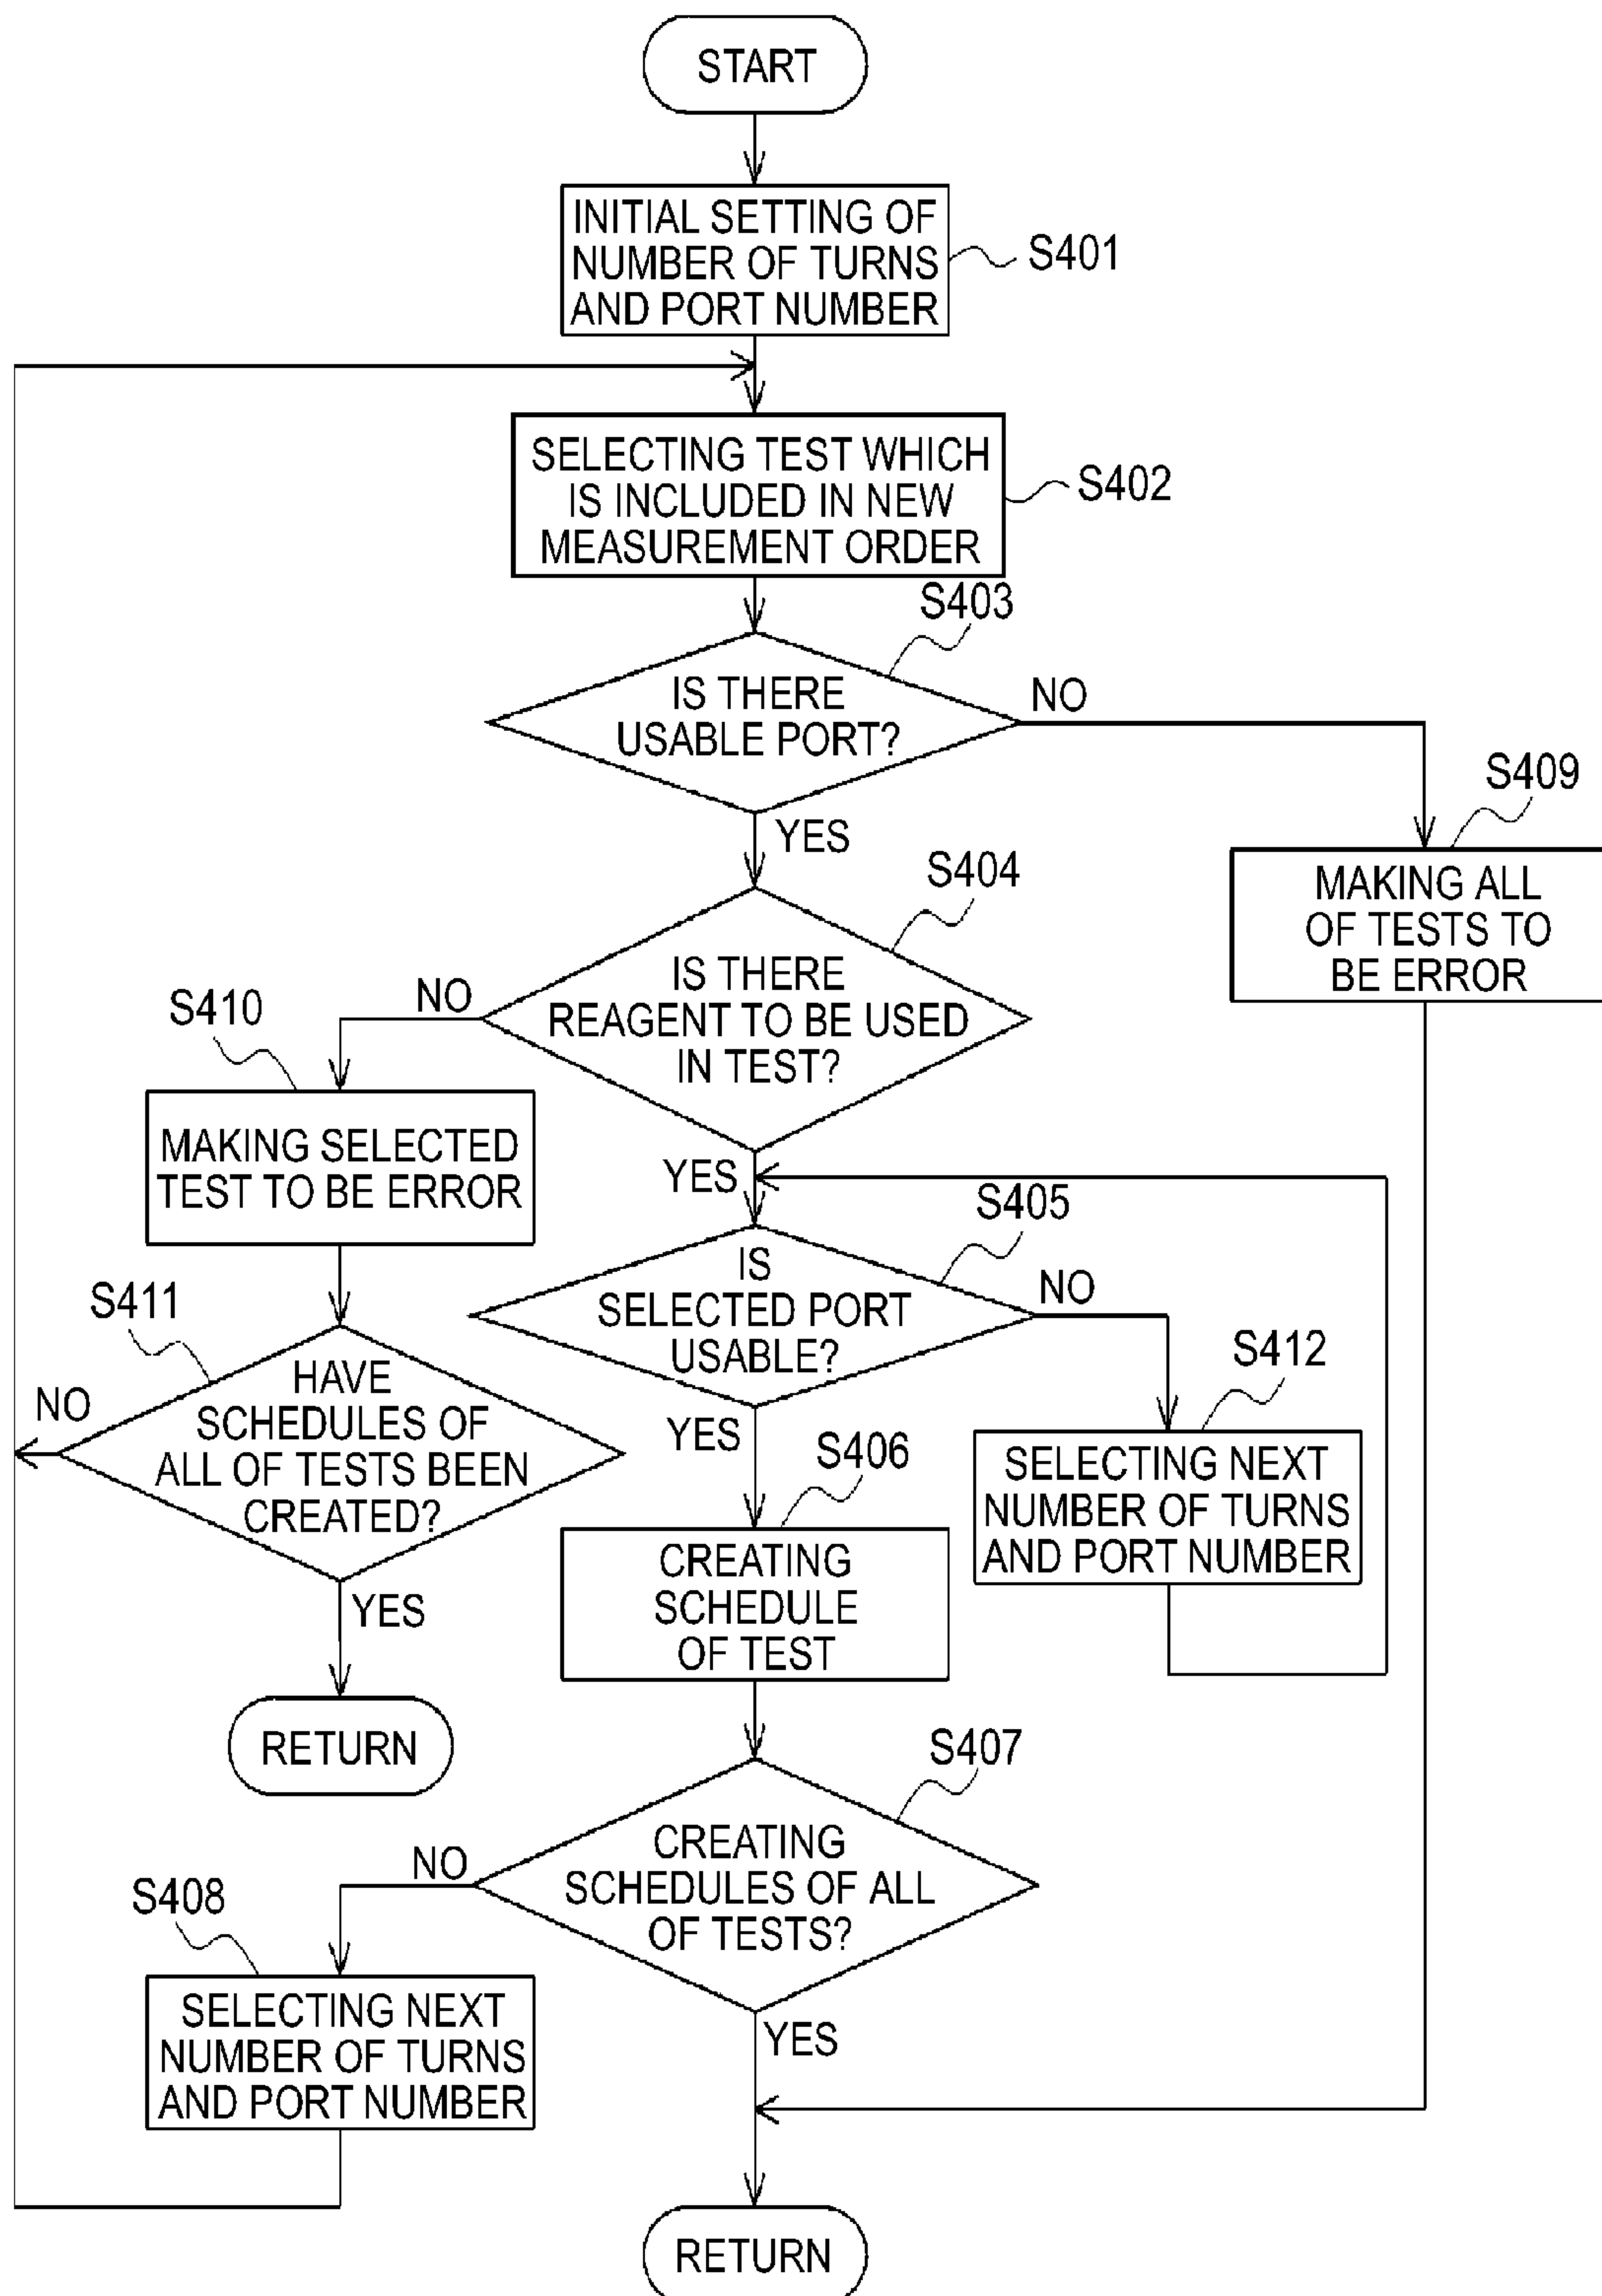 START
INITIAL SETTING OF
NUMBER OF TURNS
AND PORT NUMBER
S401
SELECTING TEST WHICH
IS INCLUDED IN NEW
MEASUREMENT ORDER
S402
S403
IS THERE
USABLE PORT?
NO
YES
S409
MAKING ALL
OF TESTS TO
BE ERROR
S404
IS THERE
REAGENT TO BE USED
IN TEST?
NO
YES
S410
MAKING SELECTED
TEST TO BE ERROR
S405
IS
SELECTED PORT
USABLE?
NO
YES
S411
HAVE
SCHEDULES OF
ALL OF TESTS BEEN
CREATED?
NO
YES
RETURN
S412
SELECTING NEXT
NUMBER OF TURNS
AND PORT NUMBER
S406
CREATING
SCHEDULE
OF TEST
S407
CREATING
SCHEDULES OF ALL
OF TESTS?
NO
YES
S408
SELECTING NEXT
NUMBER OF TURNS
AND PORT NUMBER
RETURN